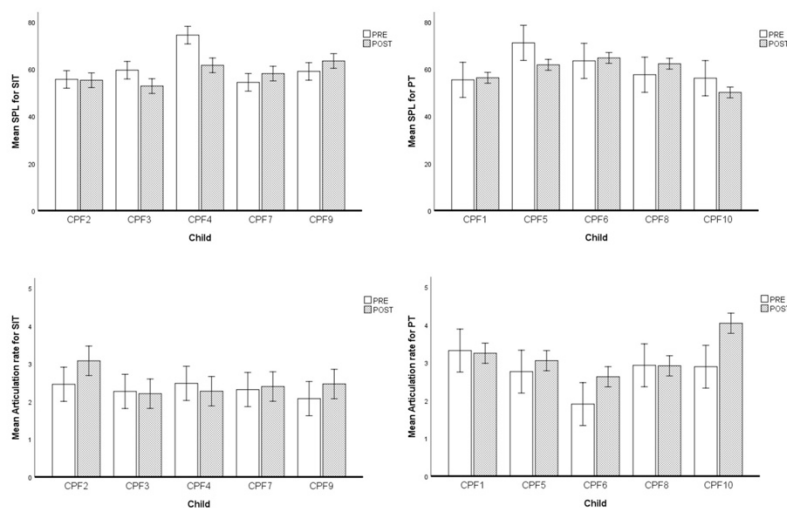 80
60
40
20
0
Mean SPL for SIT
CPF2 CPF3 CPF4 CPF7 CPF9
Child
PRE
POST
80
60
40
20
0
Mean SPL for PT
CPF1 CPF5 CPF6 CPF8 CPF10
Child
PRE
POST
5
4
3
2
1
0
Mean Articulation rate for SIT
CPF2 CPF3 CPF4 CPF7 CPF9
Child
PRE
POST
5
4
3
2
1
0
Mean Articulation rate for PT
CPF1 CPF5 CPF6 CPF8 CPF10
Child
PRE
POST